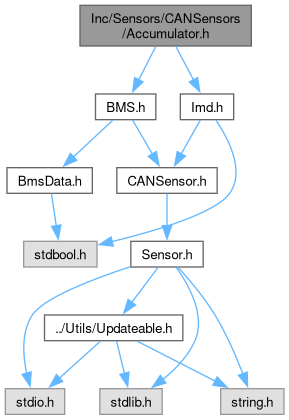 Inc/Sensors/CANSensors
/Accumulator.h
BMS.h
Imd.h
BmsData.h
CANSensor.h
stdbool.h
Sensor.h
../Utils/Updateable.h
stdio.h
stdlib.h
string.h